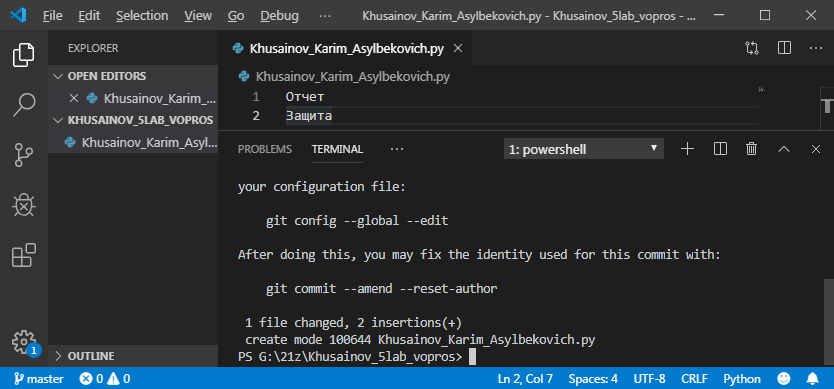 File Edit View Go Debug ··· Khusainov_Karim_Asylbekovich.py - Khusainov_5lab_vopros - ...
EXPLORER
OPEN EDITORS
Khusainov_Karim_...
KHUSAINOV_5LAB_VOPROS
Khusainov_Karim_Asyl...
OUTLINE
Khusainov_Karim_Asylbekovich.py
Khusainov_Karim_Asylbekovich.py
1 Отчет
2 Защита
PROBLEMS TERMINAL ··· 1: powershell
your configuration file:
git config --global --edit
After doing this, you may fix the identity used for this commit with:
git commit --amend --reset-author
1 file changed, 2 insertions(+)
create mode 100644 Khusainov_Karim_Asylbekovich.py
PS G:\21z\Khusainov_5lab_vopros>
1
master 0 0 Ln 2, Col 7 Spaces: 4 UTF-8 CRLF Python 1